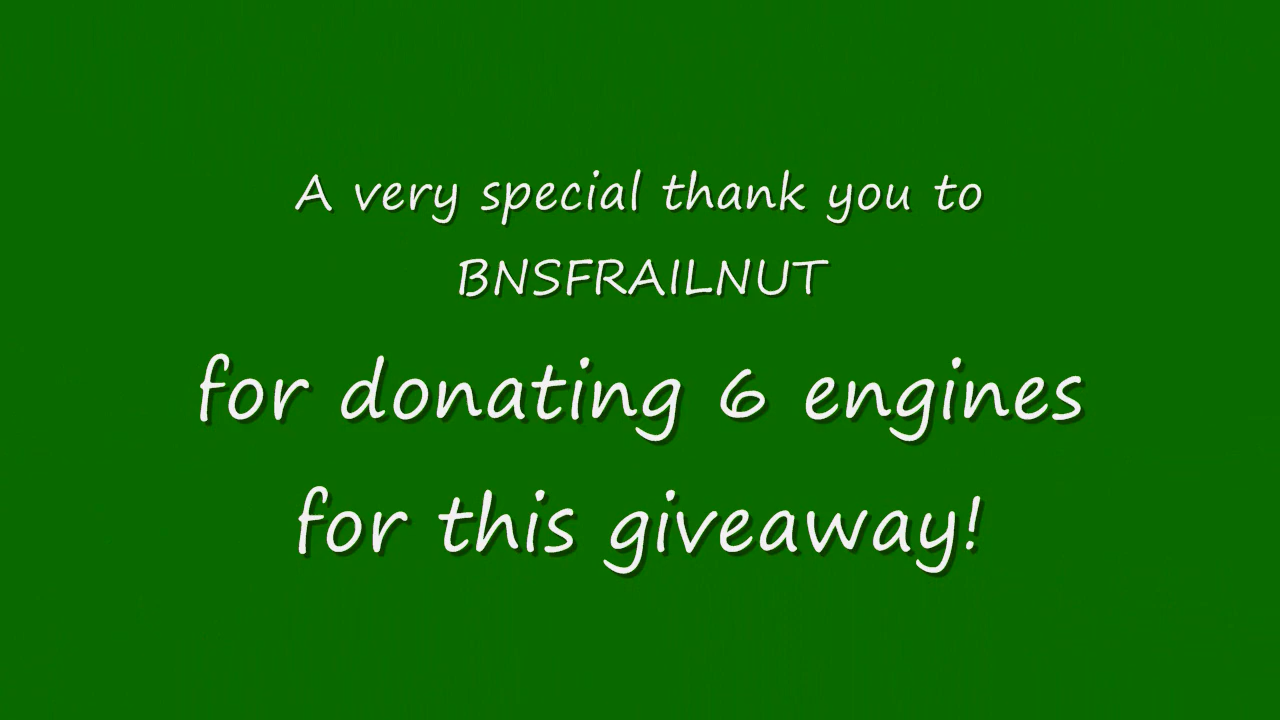 A very special thank you to
BNSFRAILNUT
for donating 6 engines
for this giveaway!